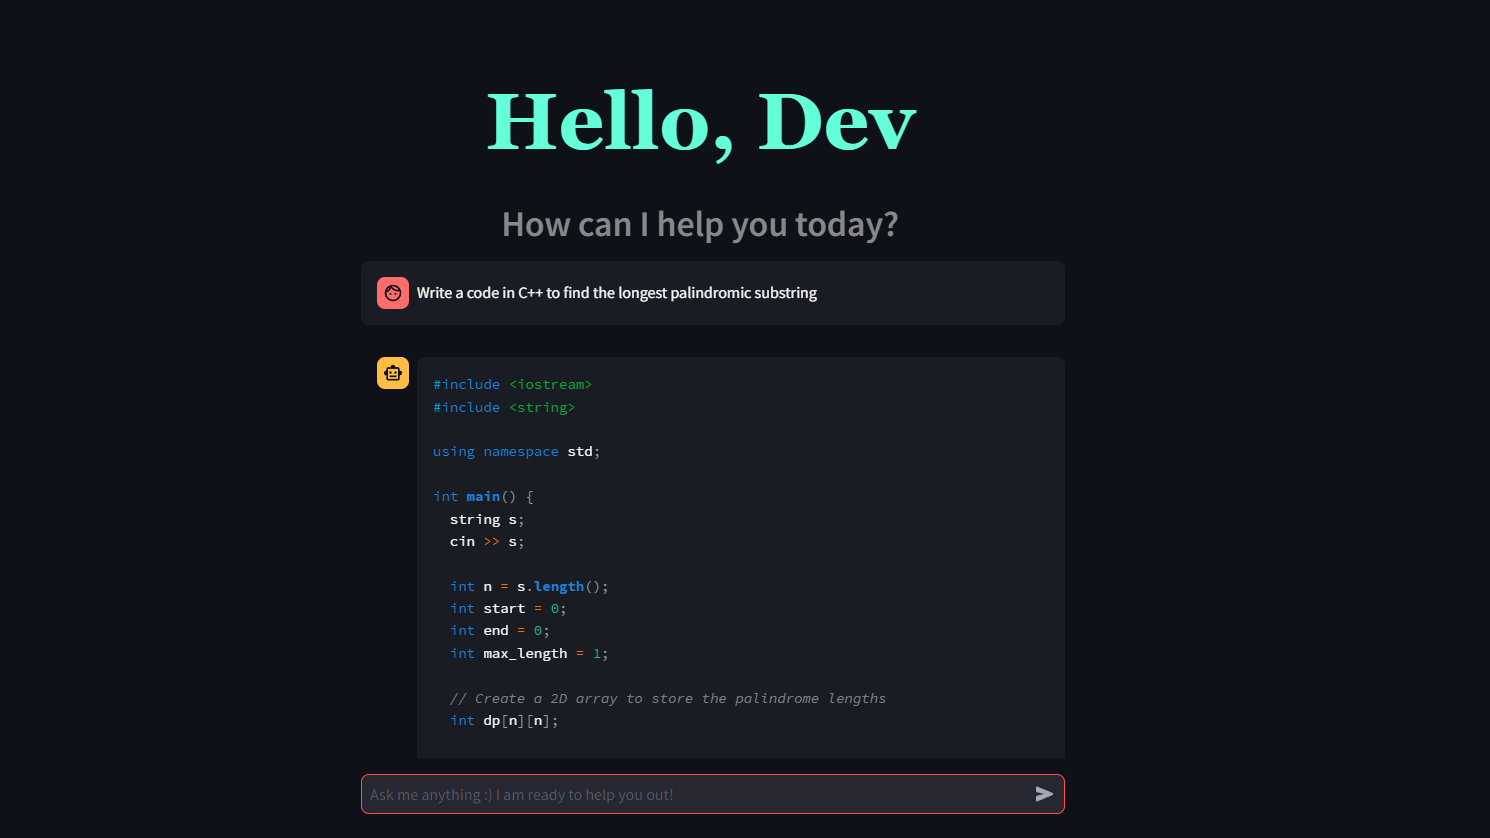 Hello, Dev
How can I help you today?
Write a code in C++ to find the longest palindromic substring
#include <iostream>
#include <string>
using namespace std;
int main() {
string s;
cin >> s;
int n = s.length();
int start = 0;
int end = 0;
int max_length = 1;
// Create a 2D array to store the palindrome lengths
int dp[n][n];
Ask me anything :) I am ready to help you out!